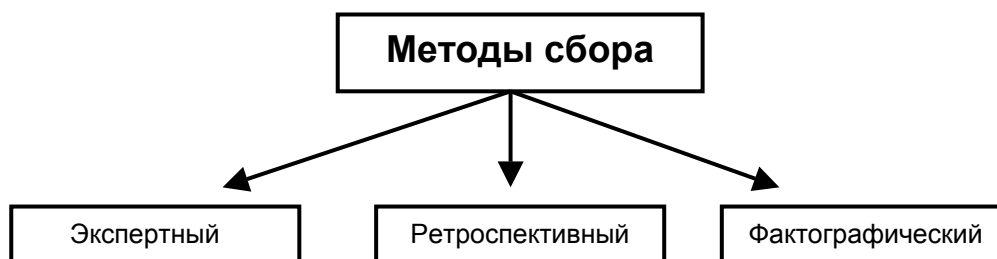 Методы сбора
Экспертный
Ретроспективный
Фактографический